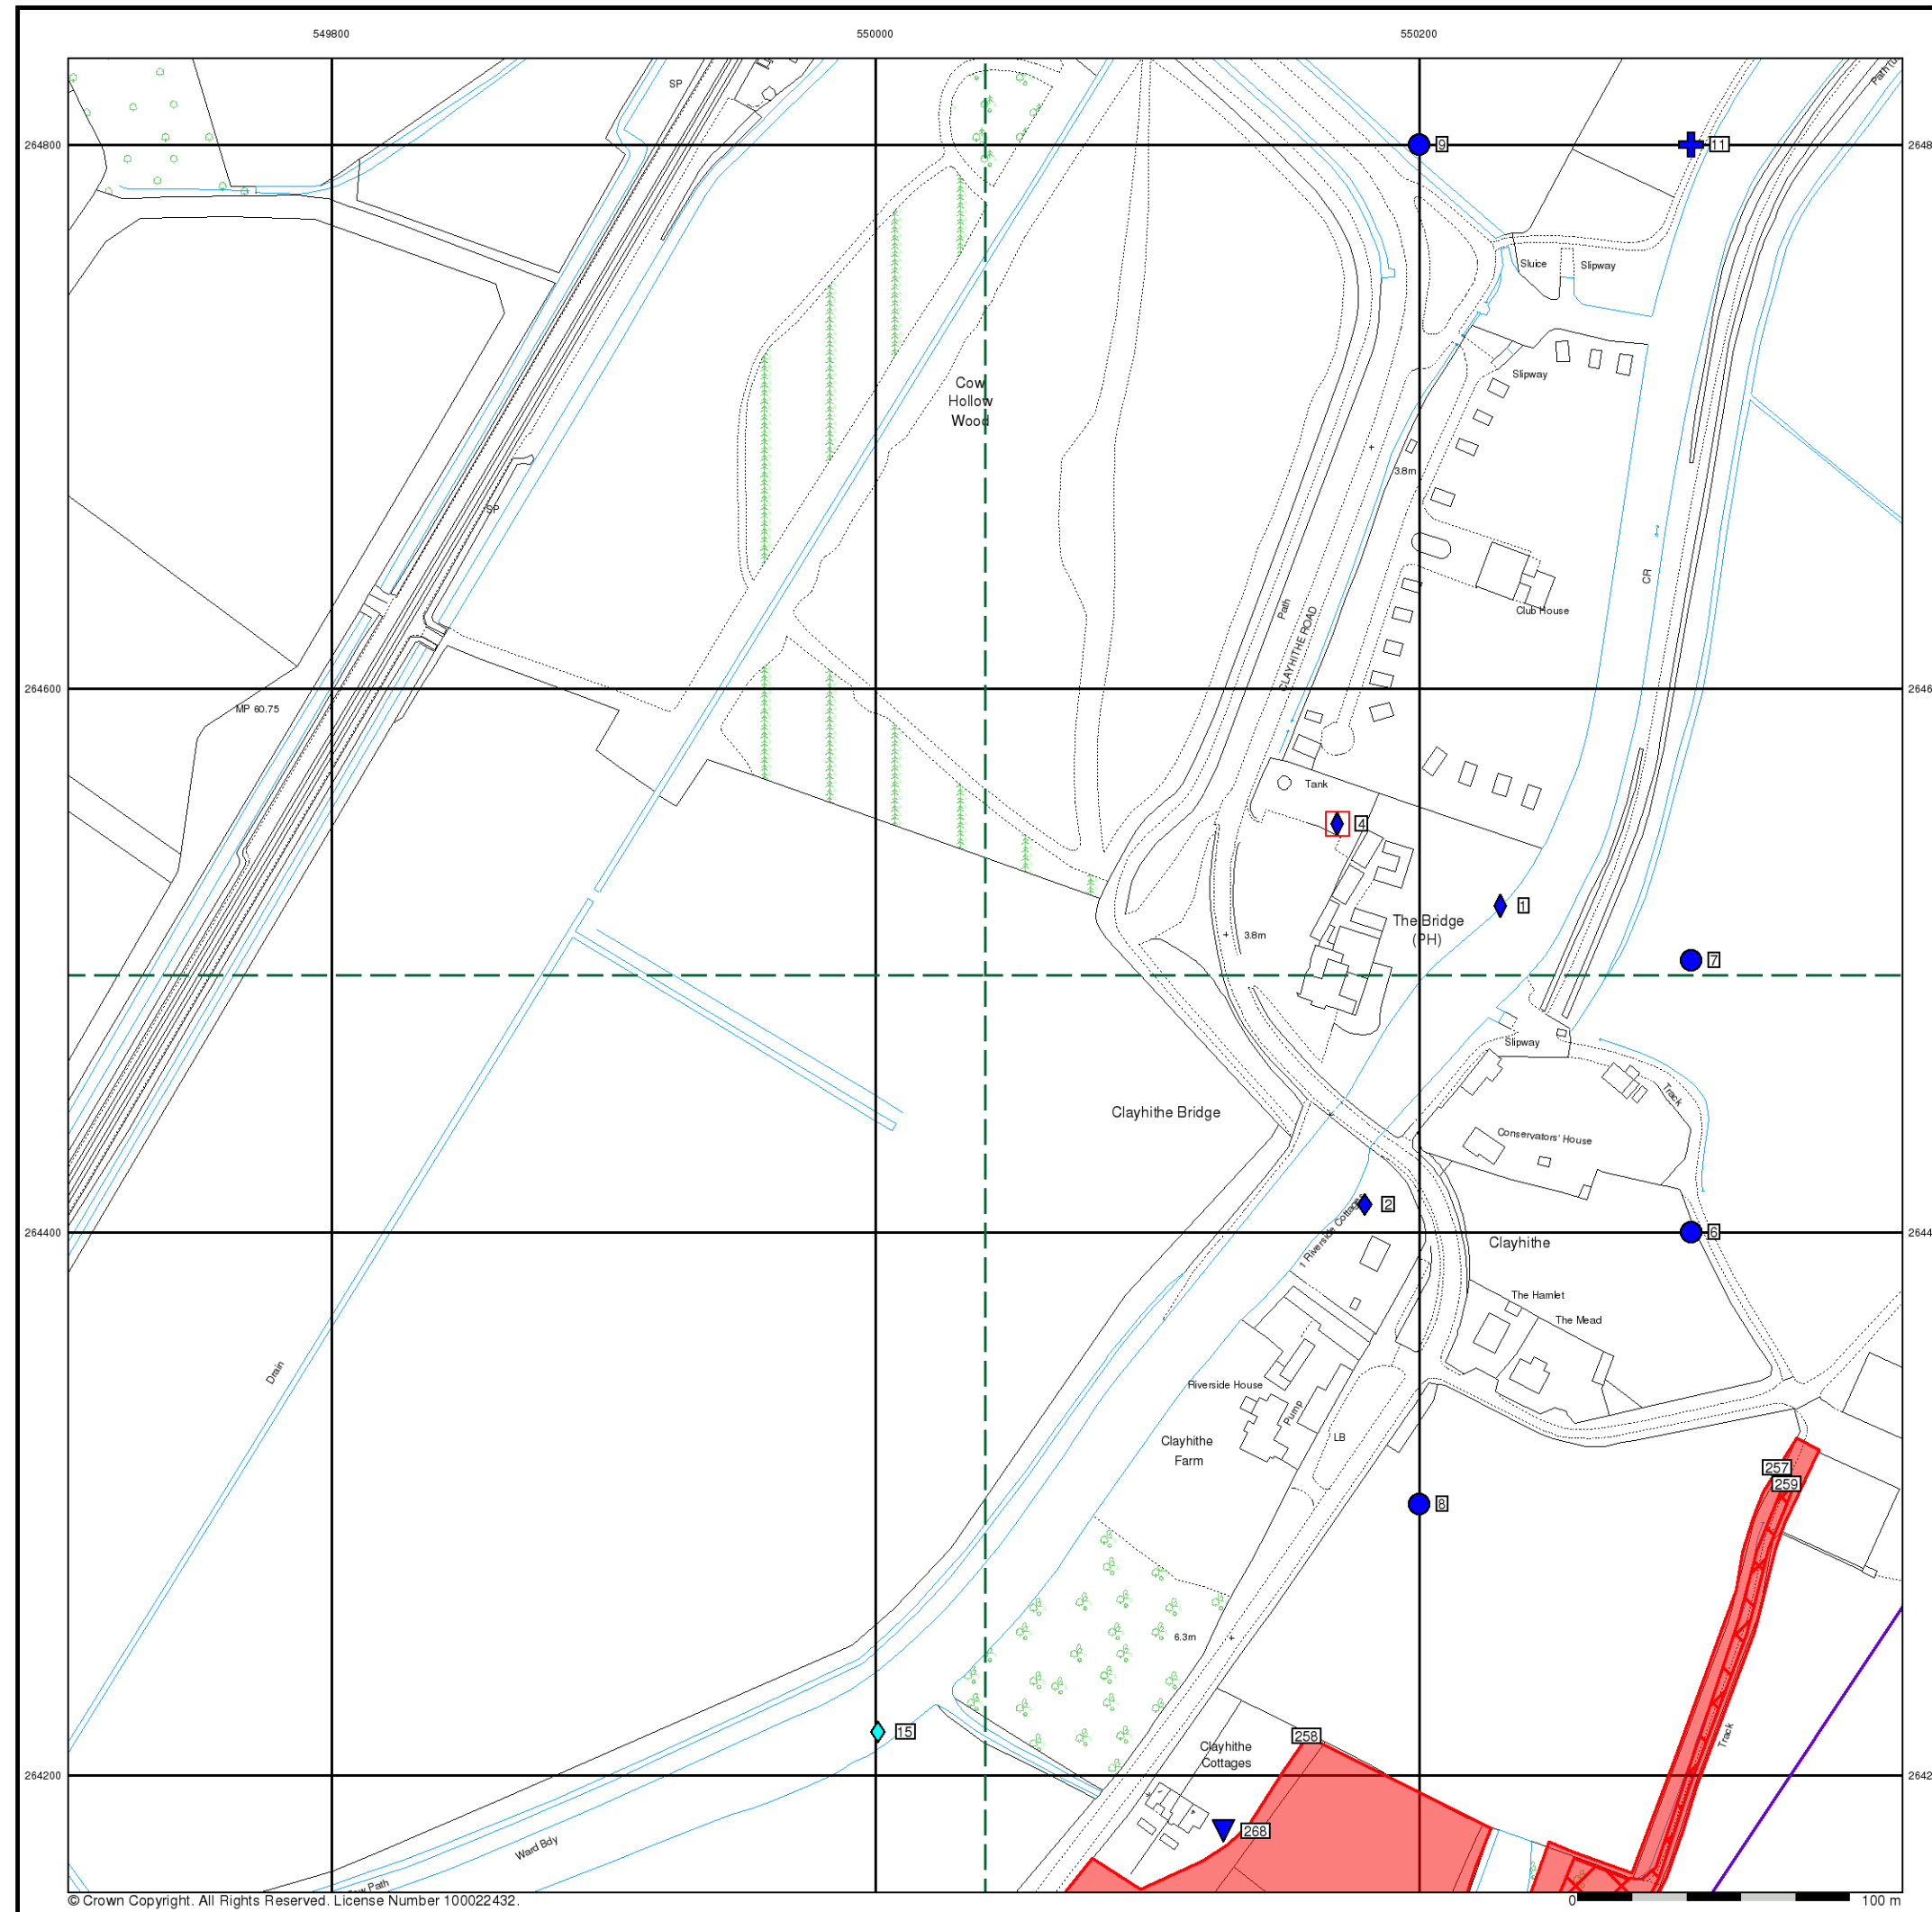 549800
550000
550200
SP
264800
9
11
Sluice
Slipway
Cow
Hollow
Wood
Slipway
3.8m
SP
CR
Path
CLAYHITHE ROAD
Club House
264600
MP 60.75
Tank
4
1
The Bridge
(PH)
3.8m
7
Slipway
Track
Clayhithe Bridge
Conservators' House
2
1 Riverside Cottage
264400
6
Clayhithe
The Hamlet
The Mead
Drain
Riverside House
Pump
Clayhithe
Farm
LB
257
259
8
6.3m
Track
15
258
Clayhithe
Cottages
264200
268
Ward Bdy
Path
© Crown Copyright. All Rights Reserved. License Number 100022432.
0
100 m